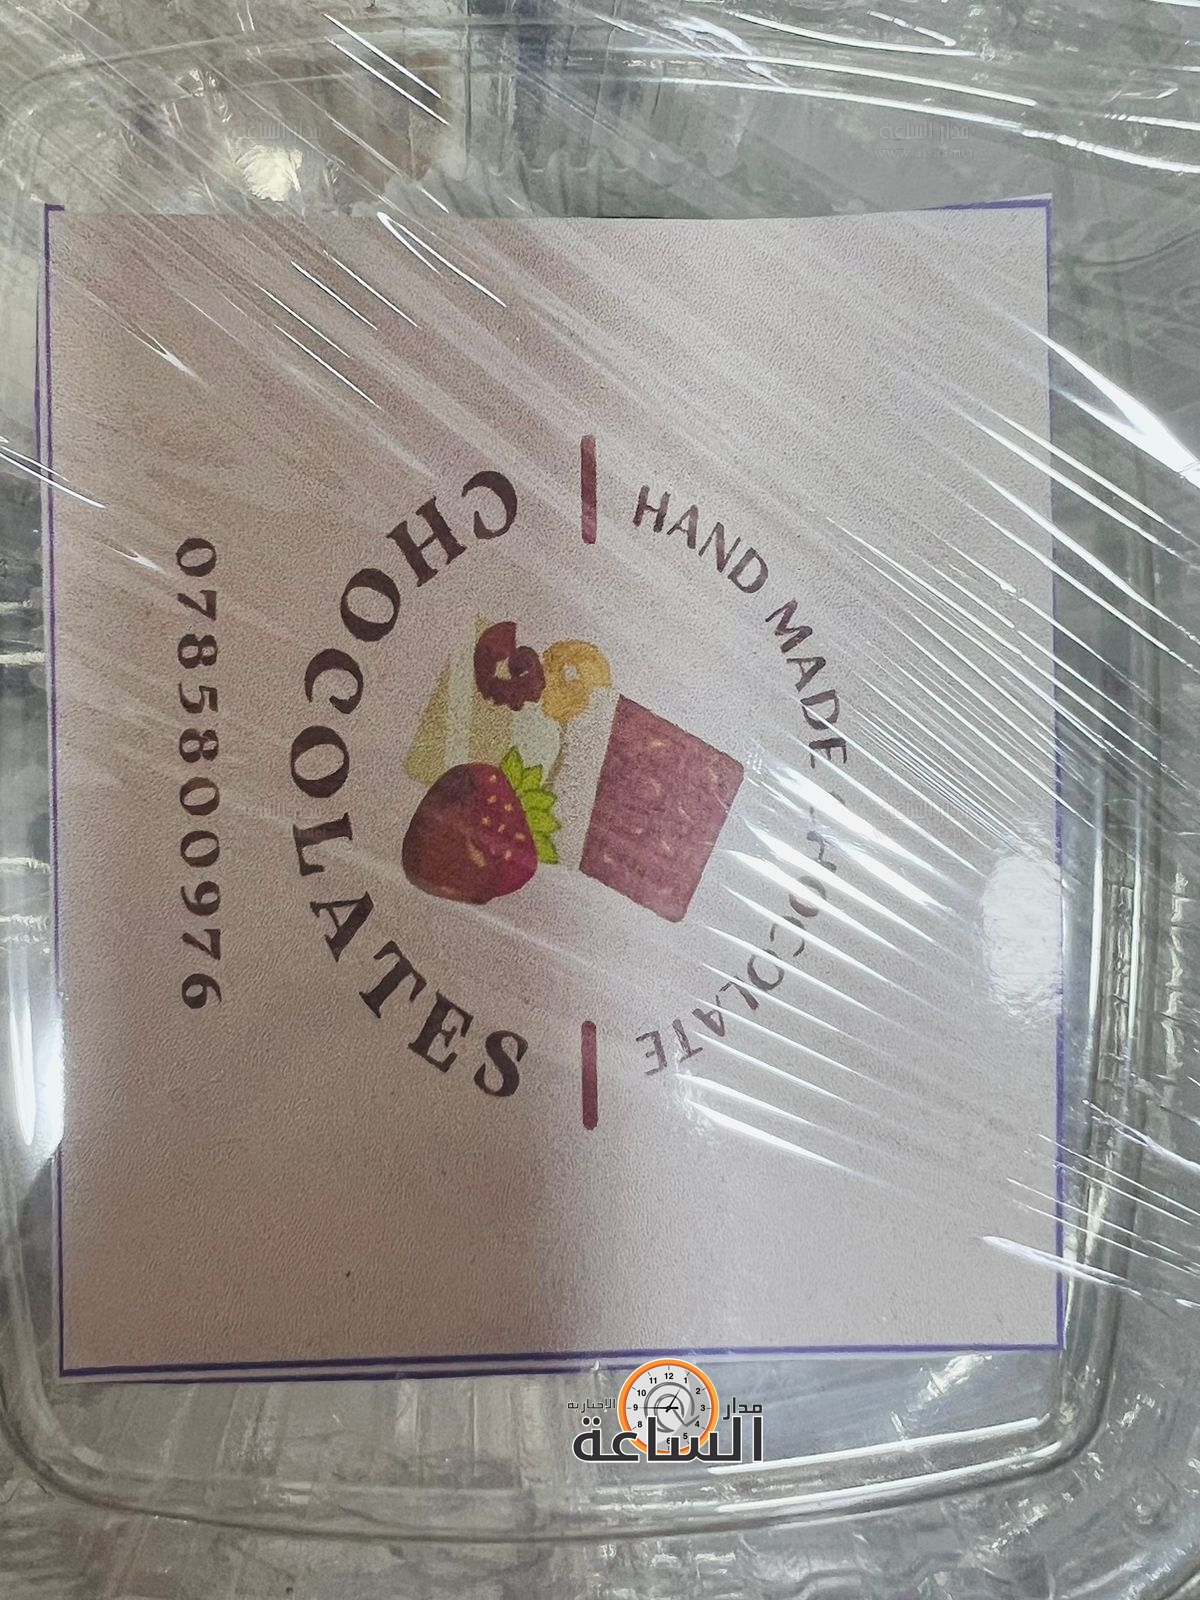 HAND MADE CHOCOLATE
CHOCOLATES
0785800976
مدار
الساعة
الإخبارية